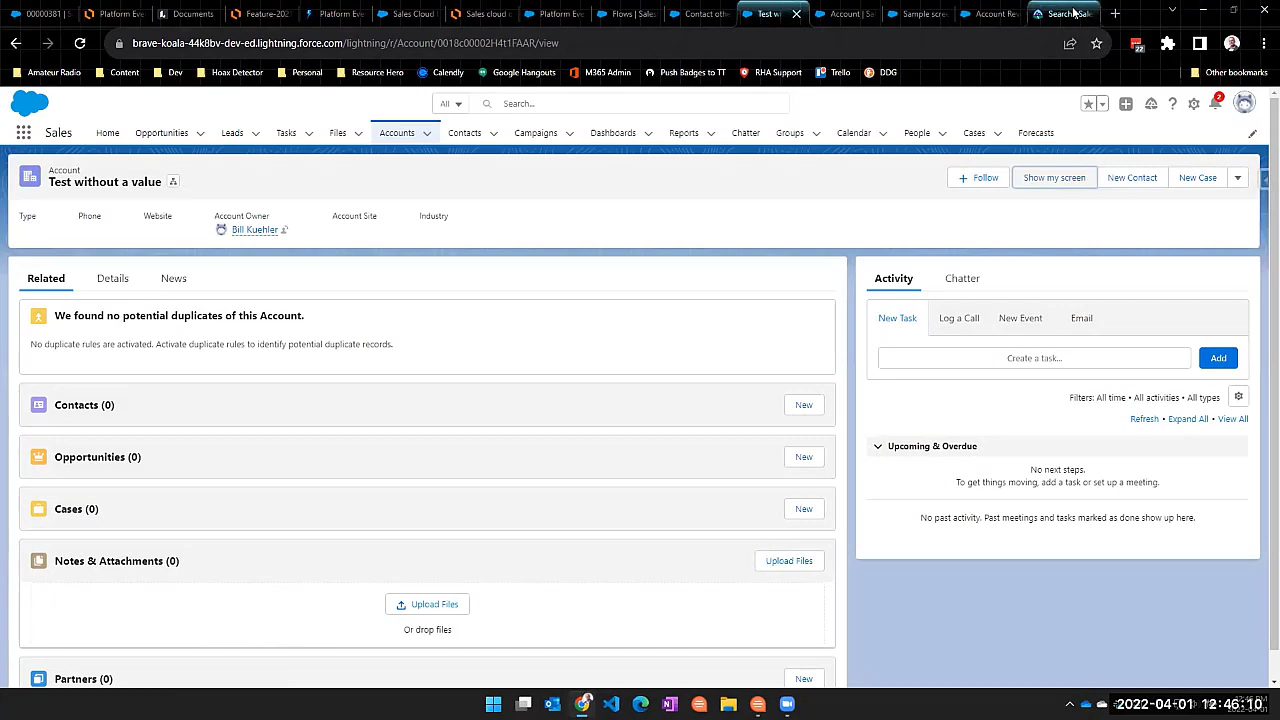 00000381 | S Platform Eve Documents Feature-202 Platform Eve Sales Cloud Sales cloud c Platform Eve Flows | Sales Contact othe Test wi Account | Sa Sample scre Account Re Search | Sale
brave-koala-44k8bv-dev-ed.lightning.force.com/lightning/r/Account/0018c00002H4t1FAAR/view
22
Amateur Radio Content Dev Hoax Detector Personal Resource Hero Calendly Google Hangouts M365 Admin Push Badges to TT RHA Support Trello DDG Other bookmarks
All Search... 2
Sales Home Opportunities Leads Tasks Files Accounts Contacts Campaigns Dashboards Reports Chatter Groups Calendar People Cases Forecasts
Account
Test without a value
Follow Show my screen New Contact New Case
Type Phone Website Account Owner Account Site Industry
Bill Kuehler
Related Details News
We found no potential duplicates of this Account.
No duplicate rules are activated. Activate duplicate rules to identify potential duplicate records.
Contacts (0) New
Opportunities (0) New
Cases (0) New
Notes & Attachments (0) Upload Files
Upload Files
Or drop files
Partners (0) New
Activity Chatter
New Task Log a Call New Event Email
Create a task... Add
Filters: All time • All activities • All types
Refresh • Expand All • View All
Upcoming & Overdue
No next steps.
To get things moving, add a task or set up a meeting.
No past activity. Past meetings and tasks marked as done show up here.
2022-04-01 12:46:10